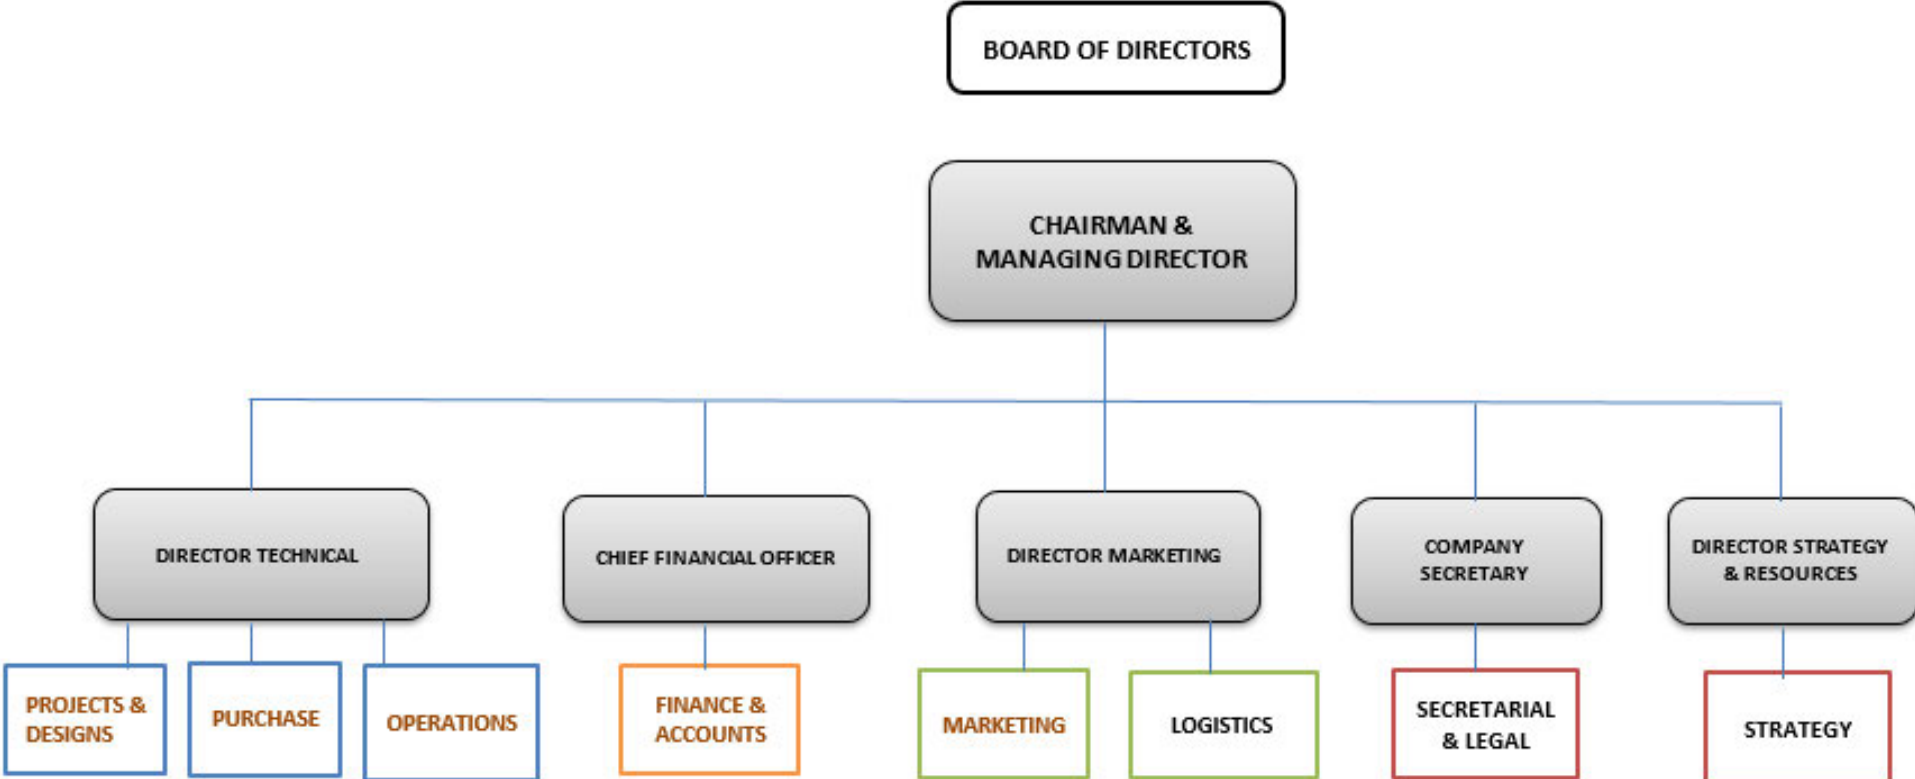 BOARD OF DIRECTORS
CHAIRMAN &
MANAGING DIRECTOR
DIRECTOR TECHNICAL
CHIEF FINANCIAL OFFICER
DIRECTOR MARKETING
COMPANY
SECRETARY
DIRECTOR STRATEGY
& RESOURCES
PROJECTS &
DESIGNS
PURCHASE
OPERATIONS
FINANCE &
ACCOUNTS
MARKETING
LOGISTICS
SECRETARIAL
& LEGAL
STRATEGY